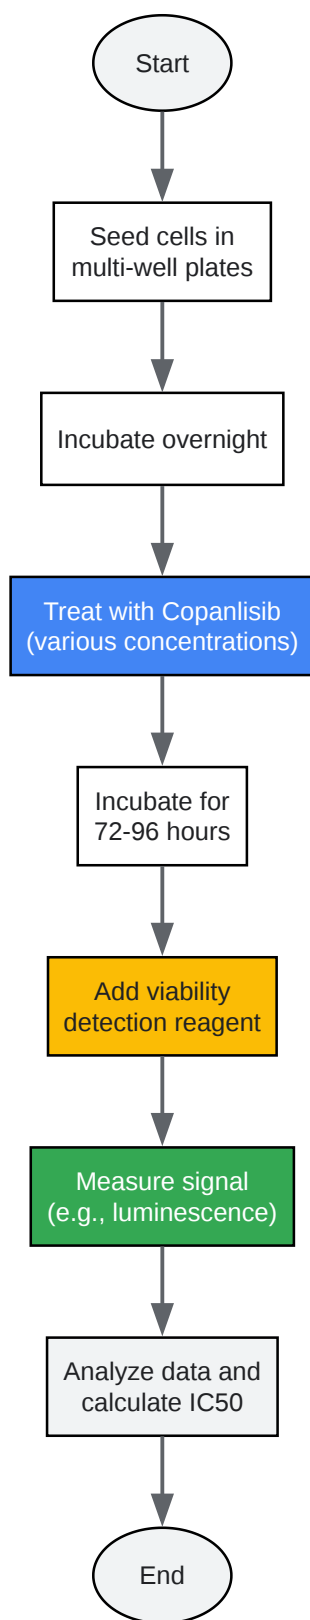 Start
Seed cells in
multi-well plates
Incubate overnight
Treat with Copanlisib
(various concentrations)
Incubate for
72-96 hours
Add viability
detection reagent
Measure signal
(e.g., luminescence)
Analyze data and
calculate IC50
End